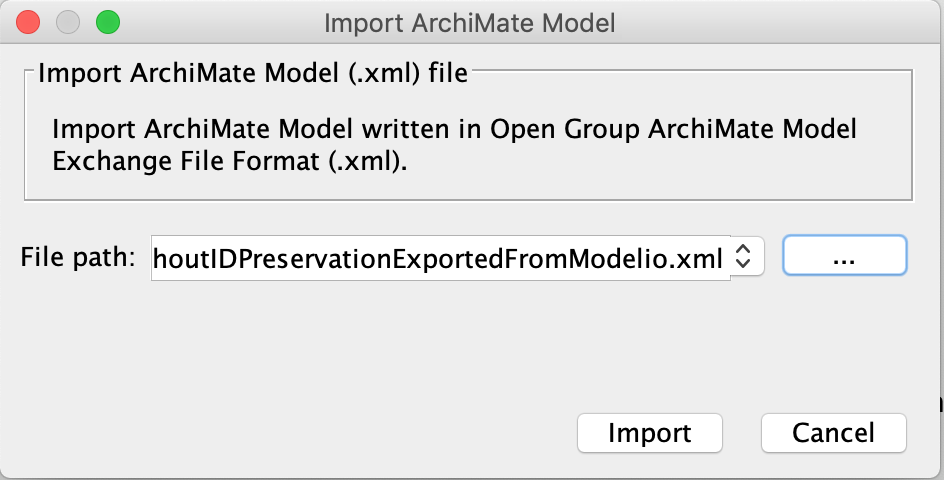 Import ArchiMate Model
Import ArchiMate Model (.xml) file
Import ArchiMate Model written in Open Group ArchiMate Model
Exchange File Format (.xml).
File path: houtIDPreservationExportedFromModelio.xml ...
Import Cancel